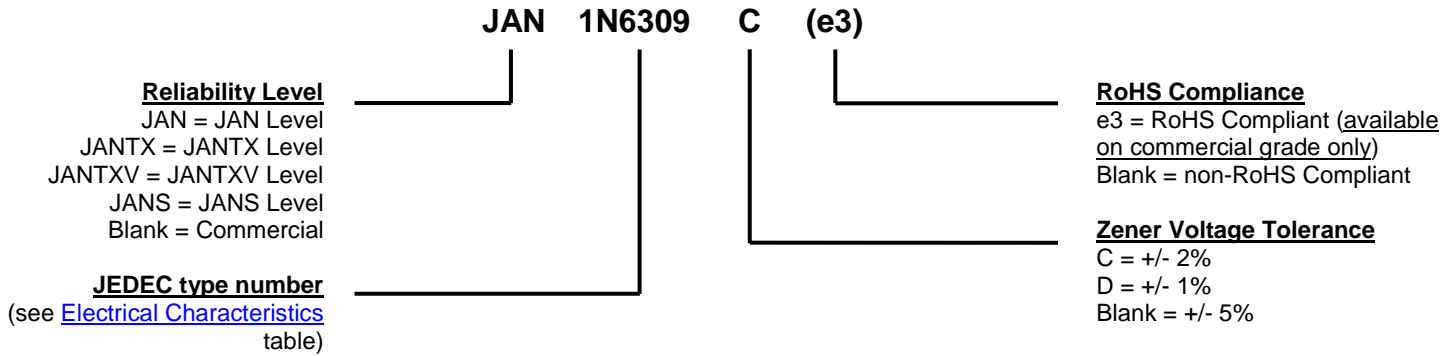 JAN 1N6309 C (e3)
Reliability Level
JAN = JAN Level
JANTX = JANTX Level
JANTXV = JANTXV Level
JANS = JANS Level
Blank = Commercial
JEDEC type number
(see Electrical Characteristics
table)
RoHS Compliance
e3 = RoHS Compliant (available
on commercial grade only)
Blank = non-RoHS Compliant
Zener Voltage Tolerance
C = +/- 2%
D = +/- 1%
Blank = +/- 5%